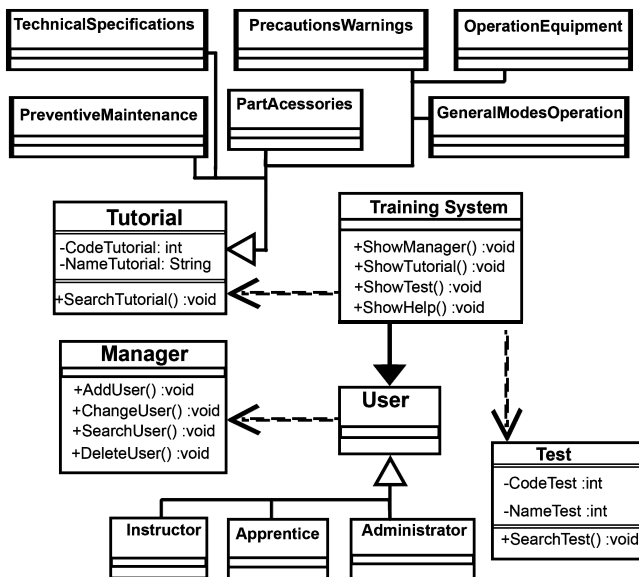 TechnicalSpecifications
PrecautionsWarnings
OperationEquipment
PreventiveMaintenance
PartAcessories
GeneralModesOperation
Tutorial
-CodeTutorial: int
-NameTutorial: String
+SearchTutorial() :void
Training System
+ShowManager() :void
+ShowTutorial() :void
+ShowTest() :void
+ShowHelp() :void
Manager
+AddUser() :void
+ChangeUser() :void
+SearchUser() :void
+DeleteUser() :void
User
Test
-CodeTest :int
-NameTest :int
+SearchTest() :void
Instructor
Apprentice
Administrator